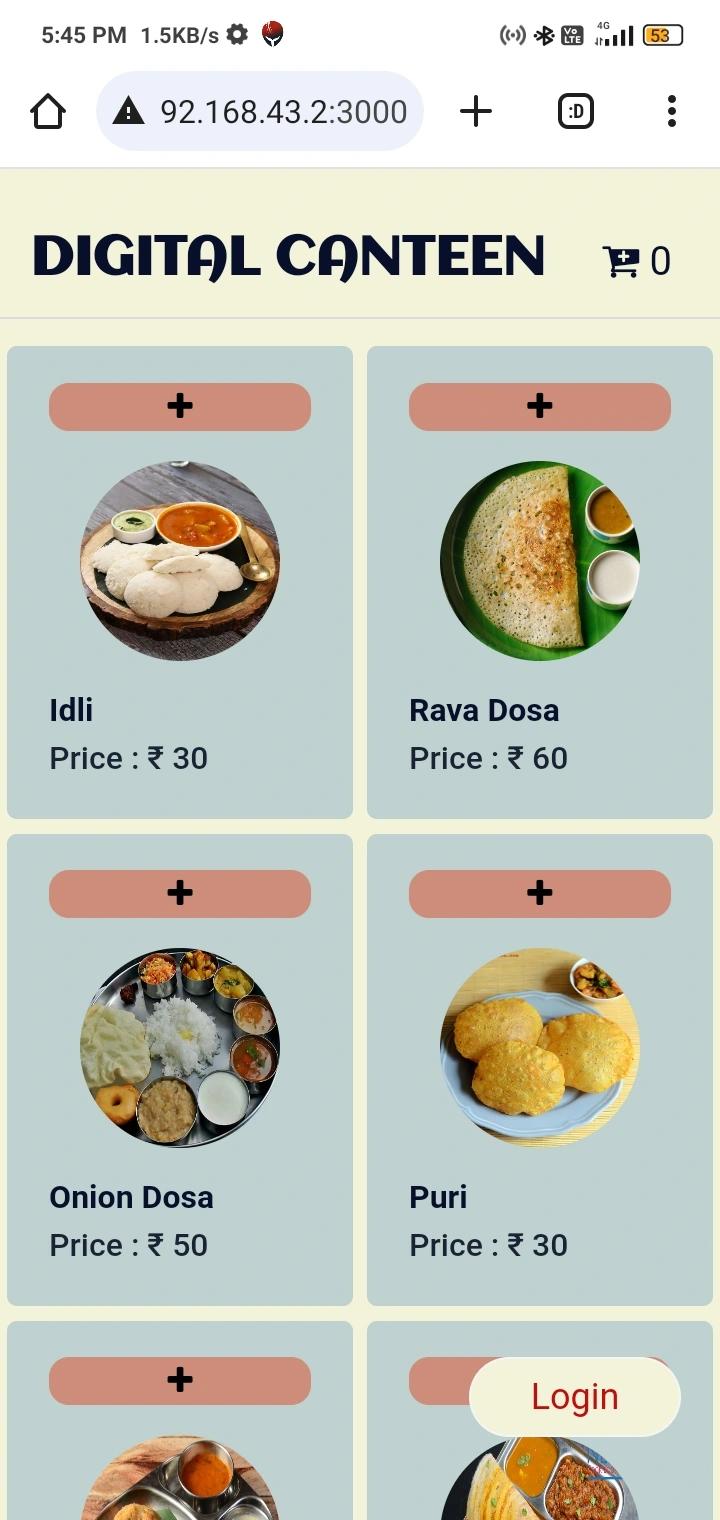 5:45 PM 1.5KB/s Vo LTE 4G 53
92.168.43.2:3000 :D
DIGITAL CANTEEN 0
Idli
Price : ₹ 30
Rava Dosa
Price : ₹ 60
Onion Dosa
Price : ₹ 50
Puri
Price : ₹ 30
Login